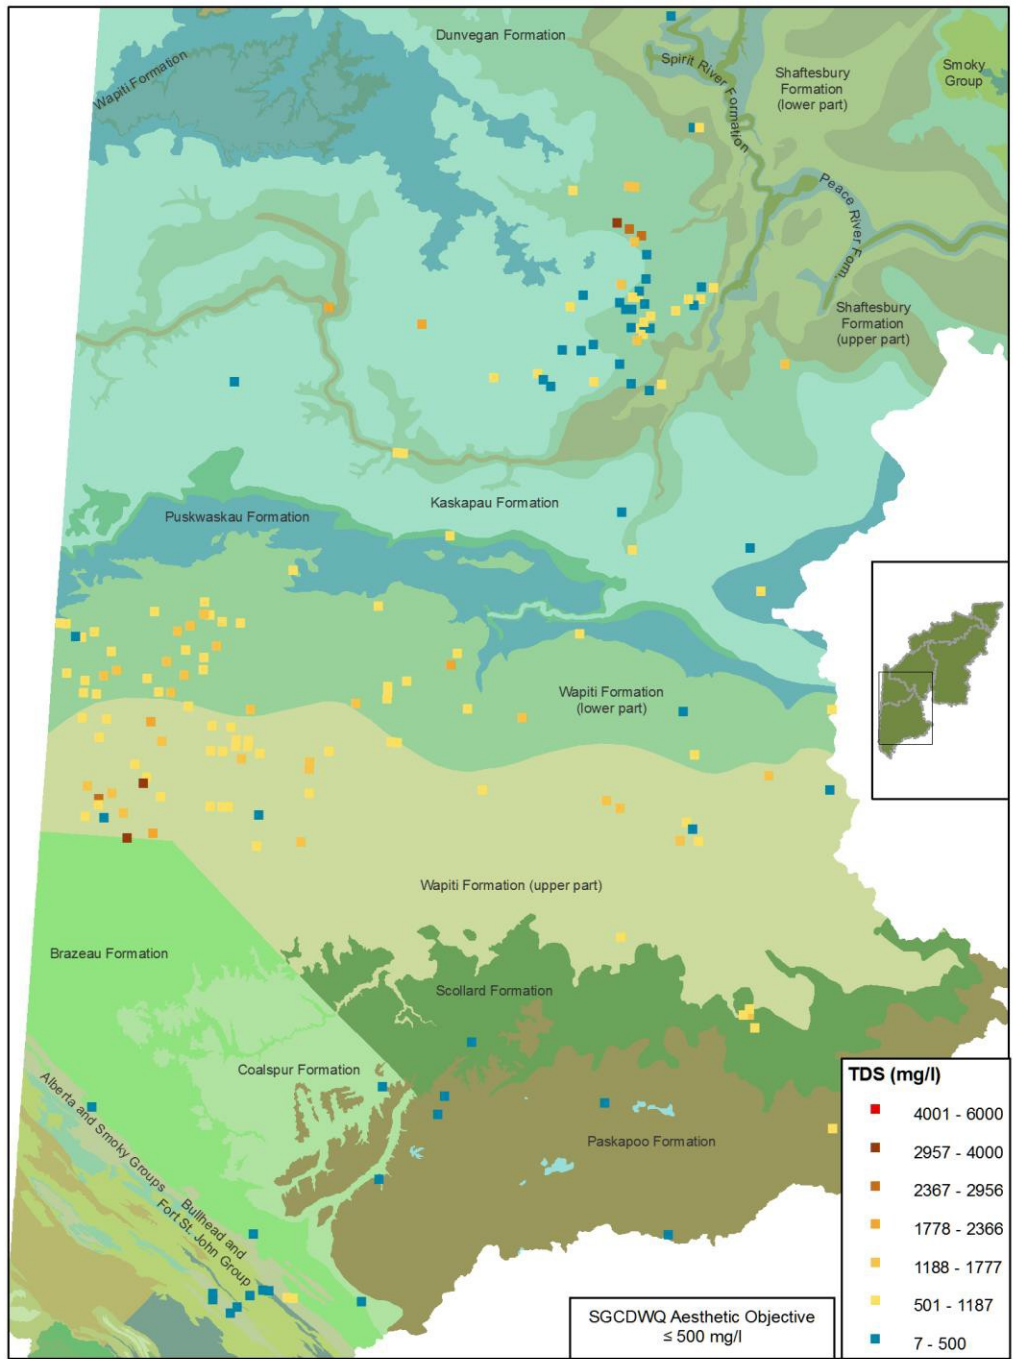 Dunvegan Formation
Wapiti Formation
Spirit River Formation
Shaftesbury
Formation
(lower part)
Smoky
Group
Peace River Form.
Shaftesbury
Formation
(upper part)
Kaskapau Formation
Puskwaskau Formation
Wapiti Formation
(lower part)
Wapiti Formation (upper part)
Brazeau Formation
Scollard Formation
Coalspur Formation
Alberta and Smoky Groups
Paskapoo Formation
Bullhead and
Fort St. John Group
SGCDWQ Aesthetic Objective
≤ 500 mg/l
TDS (mg/l)
4001 - 6000
2957 - 4000
2367 - 2956
1778 - 2366
1188 - 1777
501 - 1187
7 - 500